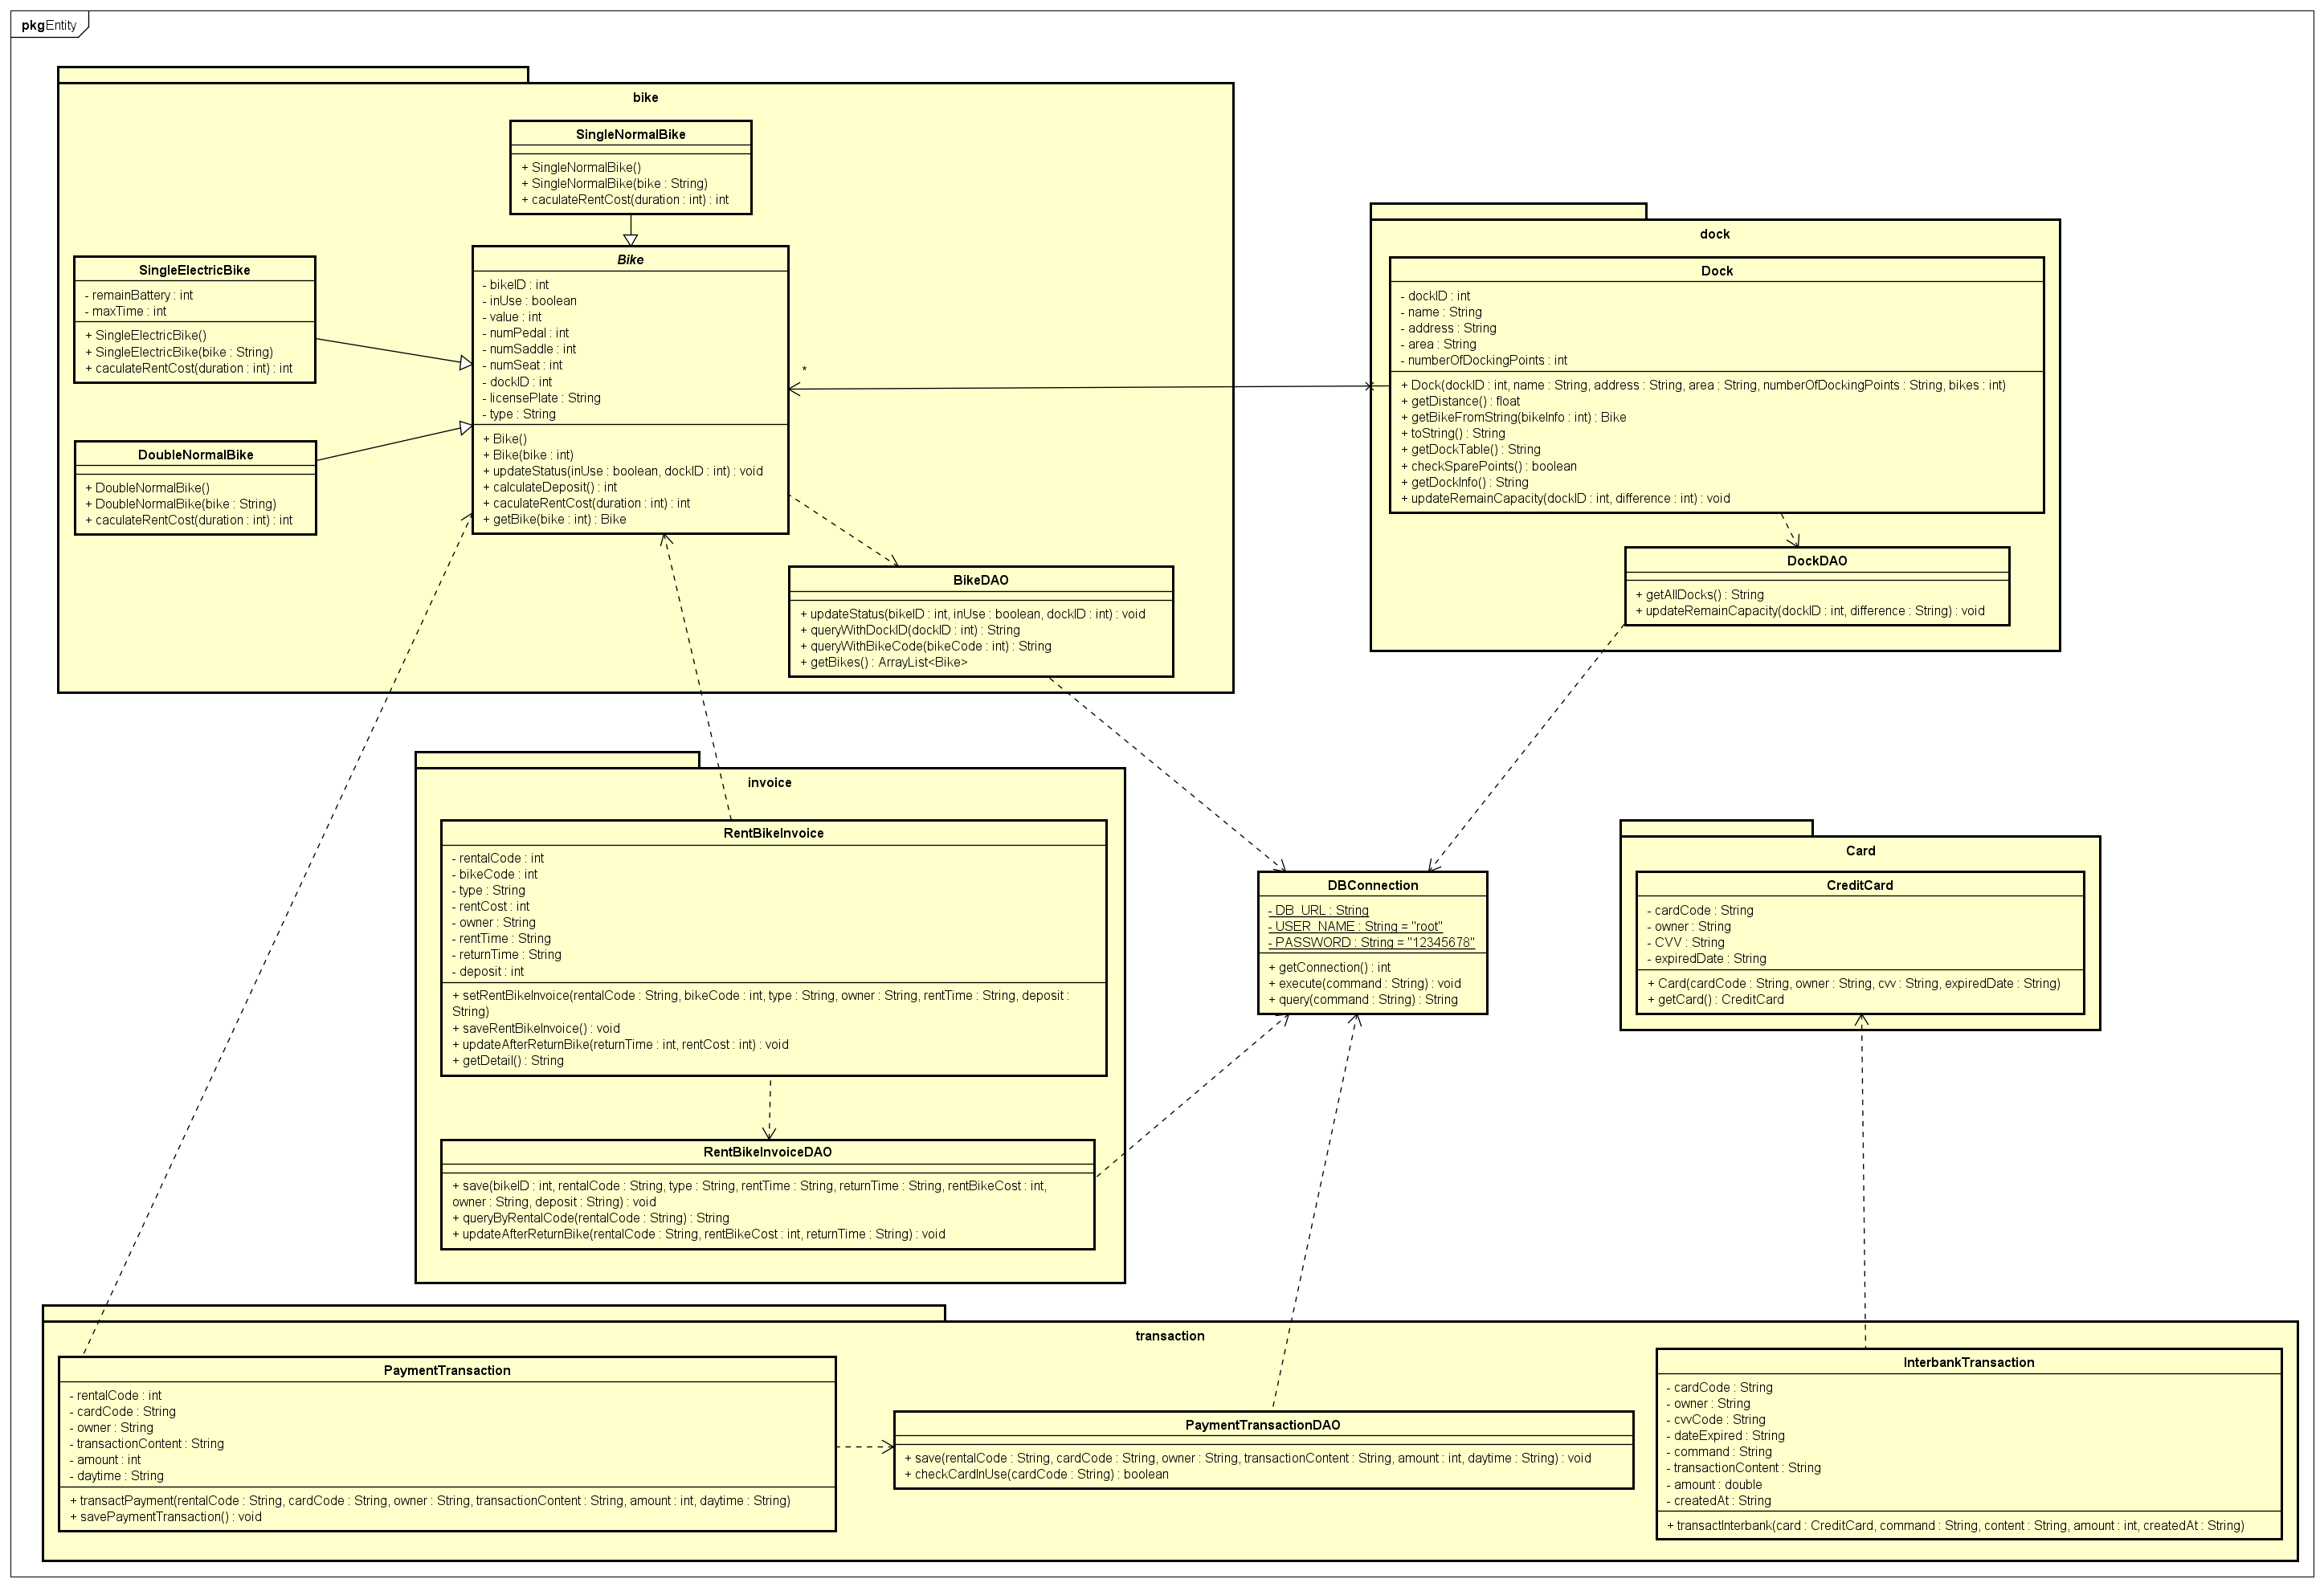 pkgEntity
bike
SingleNormalBike
+ SingleNormalBike()
+ SingleNormalBike(bike : String)
+ caculateRentCost(duration : int) : int
SingleElectricBike
- remainBattery : int
- maxTime : int
+ SingleElectricBike()
+ SingleElectricBike(bike : String)
+ caculateRentCost(duration : int) : int
DoubleNormalBike
+ DoubleNormalBike()
+ DoubleNormalBike(bike : String)
+ caculateRentCost(duration : int) : int
Bike
- bikeID : int
- inUse : boolean
- value : int
- numPedal : int
- numSaddle : int
- numSeat : int
- dockID : int
- licensePlate : String
- type : String
+ Bike()
+ Bike(bike : int)
+ updateStatus(inUse : boolean, dockID : int) : void
+ calculateDeposit() : int
+ caculateRentCost(duration : int) : int
+ getBike(bike : int) : Bike
*
BikeDAO
+ updateStatus(bikeID : int, inUse : boolean, dockID : int) : void
+ queryWithDockID(dockID : int) : String
+ queryWithBikeCode(bikeCode : int) : String
+ getBikes() : ArrayList<Bike>
dock
Dock
- dockID : int
- name : String
- address : String
- area : String
- numberOfDockingPoints : int
+ Dock(dockID : int, name : String, address : String, area : String, numberOfDockingPoints : String, bikes : int)
+ getDistance() : float
+ getBikeFromString(bikeInfo : int) : Bike
+ toString() : String
+ getDockTable() : String
+ checkSparePoints() : boolean
+ getDockInfo() : String
+ updateRemainCapacity(dockID : int, difference : int) : void
DockDAO
+ getAllDocks() : String
+ updateRemainCapacity(dockID : int, difference : String) : void
invoice
RentBikeInvoice
- rentalCode : int
- bikeCode : int
- type : String
- rentCost : int
- owner : String
- rentTime : String
- returnTime : String
- deposit : int
+ setRentBikeInvoice(rentalCode : String, bikeCode : int, type : String, owner : String, rentTime : String, deposit :
String)
+ saveRentBikeInvoice() : void
+ updateAfterReturnBike(returnTime : int, rentCost : int) : void
+ getDetail() : String
RentBikeInvoiceDAO
+ save(bikeID : int, rentalCode : String, type : String, rentTime : String, returnTime : String, rentBikeCost : int,
owner : String, deposit : String) : void
+ queryByRentalCode(rentalCode : String) : String
+ updateAfterReturnBike(rentalCode : String, rentBikeCost : int, returnTime : String) : void
DBConnection
- DB_URL : String
- USER_NAME : String = "root"
- PASSWORD : String = "12345678"
+ getConnection() : int
+ execute(command : String) : void
+ query(command : String) : String
Card
CreditCard
- cardCode : String
- owner : String
- CVV : String
- expiredDate : String
+ Card(cardCode : String, owner : String, cvv : String, expiredDate : String)
+ getCard() : CreditCard
transaction
PaymentTransaction
- rentalCode : int
- cardCode : String
- owner : String
- transactionContent : String
- amount : int
- daytime : String
+ transactPayment(rentalCode : String, cardCode : String, owner : String, transactionContent : String, amount : int, daytime : String)
+ savePaymentTransaction() : void
PaymentTransactionDAO
+ save(rentalCode : String, cardCode : String, owner : String, transactionContent : String, amount : int, daytime : String) : void
+ checkCardInUse(cardCode : String) : boolean
InterbankTransaction
- cardCode : String
- owner : String
- cvvCode : String
- dateExpired : String
- command : String
- transactionContent : String
- amount : double
- createdAt : String
+ transactInterbank(card : CreditCard, command : String, content : String, amount : int, createdAt : String)